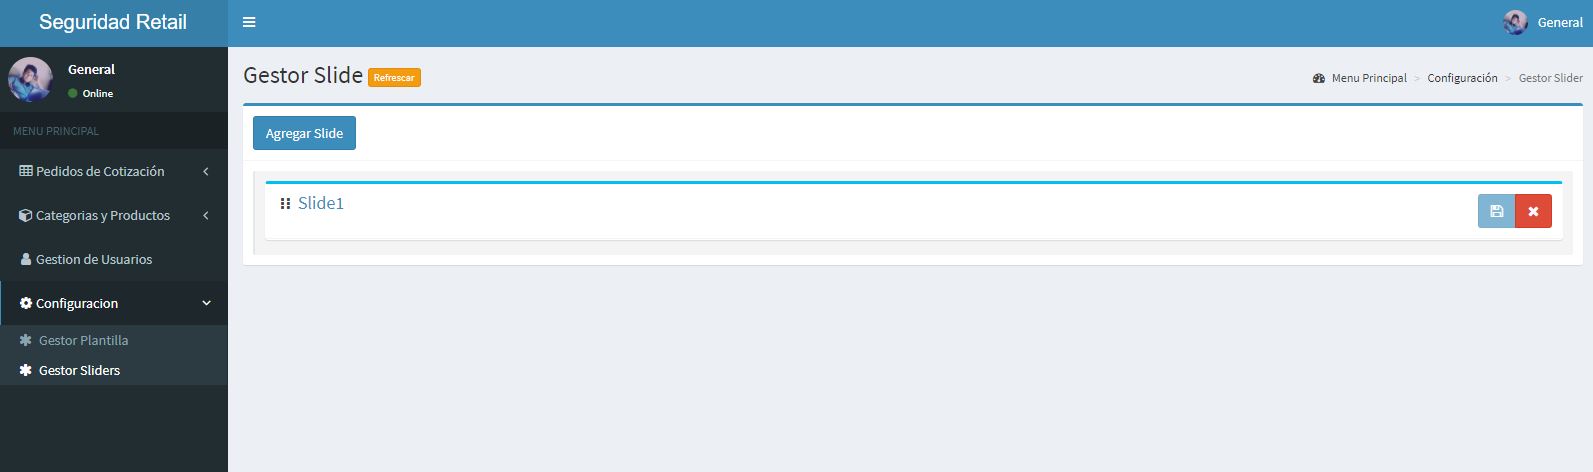 Seguridad Retail
General
General
Online
Gestor Slide Refrescar
Menu Principal > Configuración > Gestor Slider
MENU PRINCIPAL
Agregar Slide
Pedidos de Cotización
Slide1
Categorias y Productos
Gestion de Usuarios
Configuracion
Gestor Plantilla
Gestor Sliders